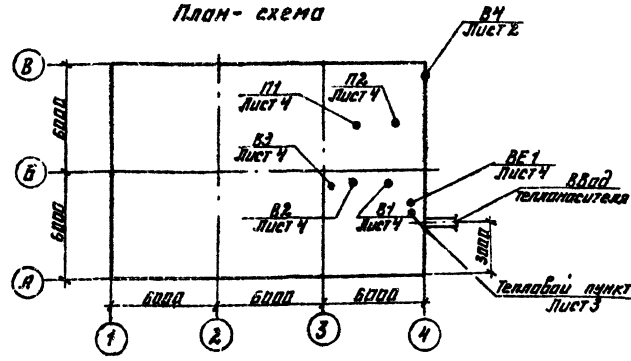 План- схема
В4
Лист 2
В
П1
Лист 4
П2
Лист 4
6000
В3
Лист 4
ВЕ1
Лист 4
Б
Ввод
теплоносителя
В2
Лист 4
В1
Лист 4
6000
3000
А
Тепловой пункт
Лист 3
6000
6000
6000
1
2
3
4